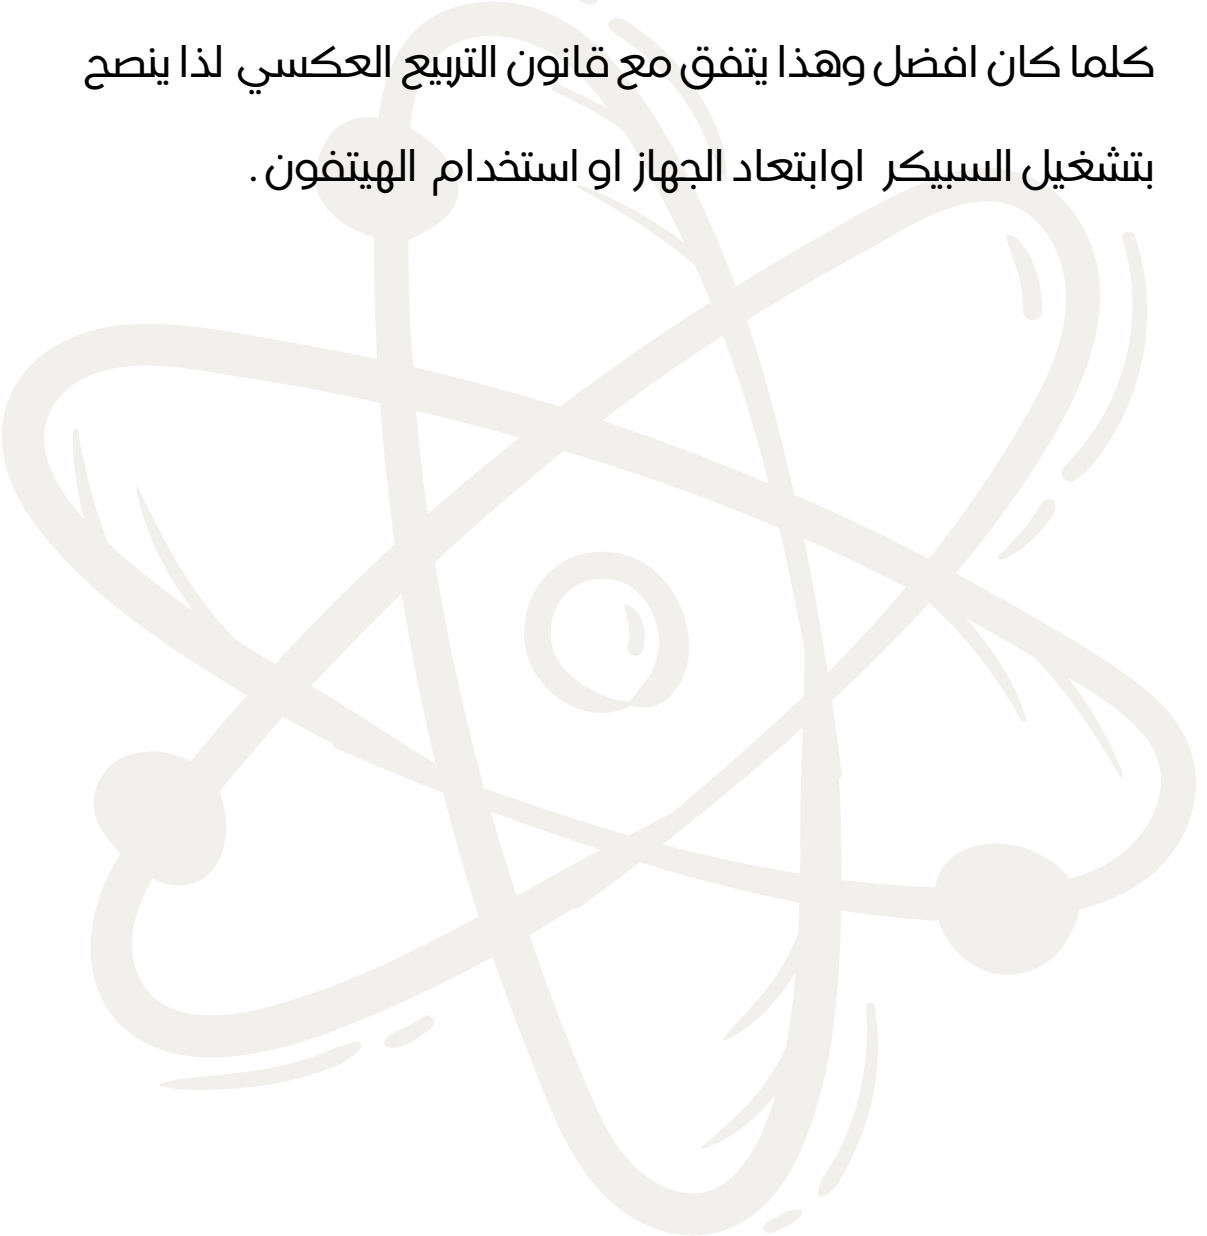 كلما كان افضل وهذا يتفق مع قانون التربيع العكسي لذا ينصح
بتشغيل السبيكر اوابتعاد الجهاز او استخدام الهيتفون .